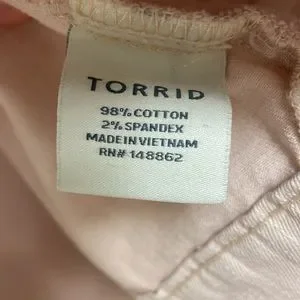 TORRID
98% COTTON
2% SPANDEX
MADE IN VIETNAM
RN# 148862